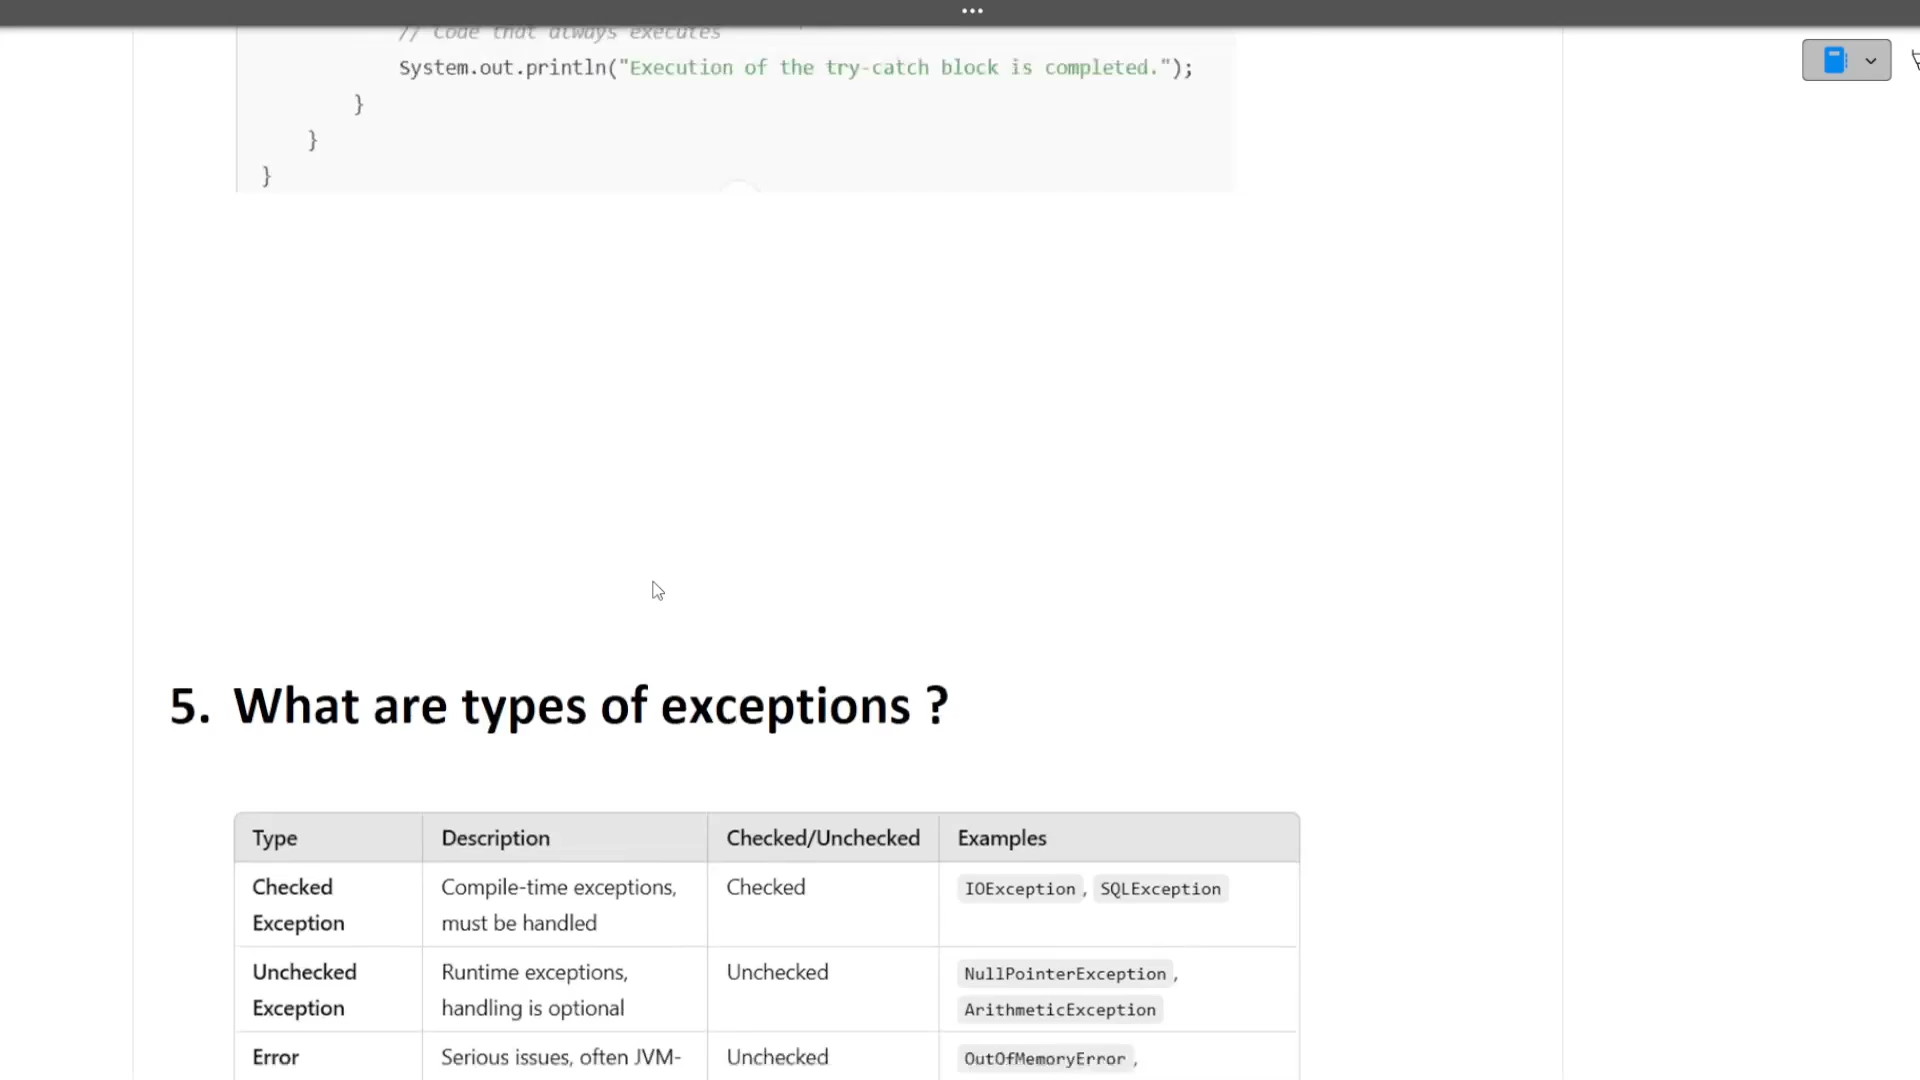 // Code that always executes
System.out.println("Execution of the try-catch block is completed.");
}
}
}
5. What are types of exceptions ?
Type Description Checked/Unchecked Examples
Checked Compile-time exceptions, Checked IOException, SQLException
Exception must be handled
Unchecked Runtime exceptions, Unchecked NullPointerException,
Exception handling is optional ArithmeticException
Error Serious issues, often JVM- Unchecked OutOfMemoryError,